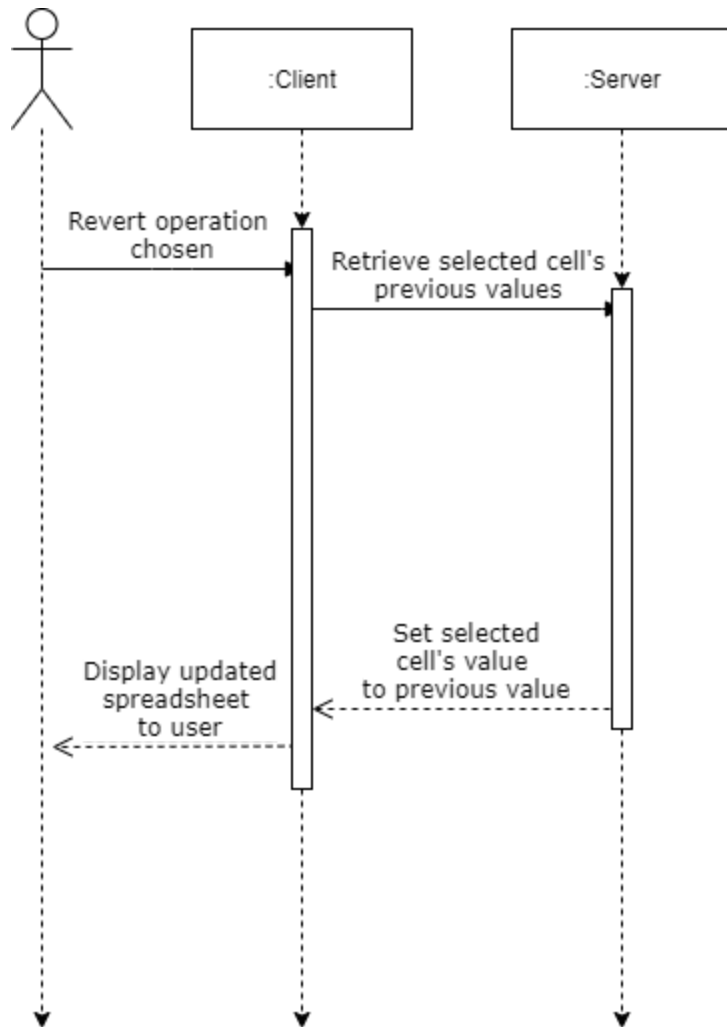 :Client
:Server
Revert operation
chosen
Retrieve selected cell's
previous values
Set selected
cell's value
to previous value
Display updated
spreadsheet
to user